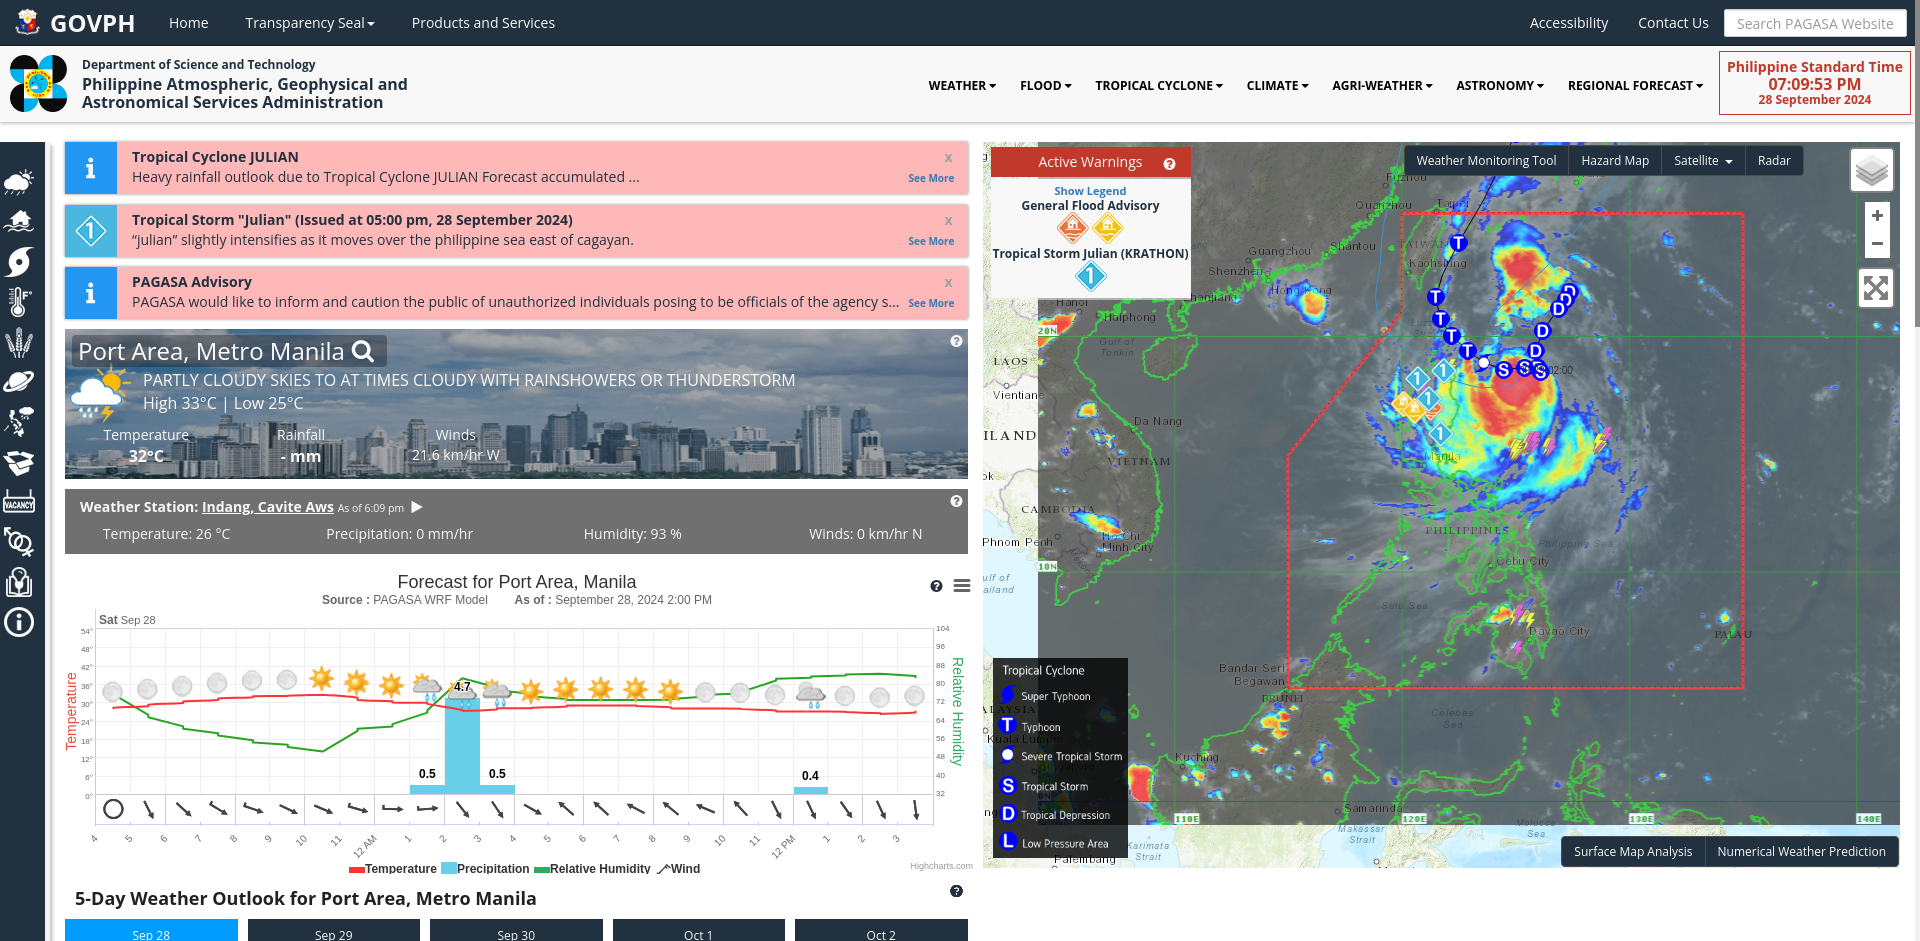 GOVPH
Home
Transparency Seal
Products and Services
Accessibility
Contact Us
Search PAGASA Website
Department of Science and Technology
Philippine Atmospheric, Geophysical and
Astronomical Services Administration
WEATHER
FLOOD
TROPICAL CYCLONE
CLIMATE
AGRI-WEATHER
ASTRONOMY
REGIONAL FORECAST
Philippine Standard Time
07:09:53 PM
28 September 2024
Tropical Cyclone JULIAN
x
Heavy rainfall outlook due to Tropical Cyclone JULIAN Forecast accumulated ...
See More
1
Tropical Storm "Julian" (Issued at 05:00 pm, 28 September 2024)
x
“julian” slightly intensifies as it moves over the philippine sea east of cagayan.
See More
PAGASA Advisory
x
PAGASA would like to inform and caution the public of unauthorized individuals posing to be officials of the agency s...
See More
Port Area, Metro Manila
PARTLY CLOUDY SKIES TO AT TIMES CLOUDY WITH RAINSHOWERS OR THUNDERSTORM
High 33°C | Low 25°C
Temperature
Rainfall
Winds
32°C
- mm
21.6 km/hr W
VACANCY
Weather Station: Indang, Cavite Aws As of 6:09 pm
Temperature: 26 °C
Precipitation: 0 mm/hr
Humidity: 93 %
Winds: 0 km/hr N
Forecast for Port Area, Manila
Source : PAGASA WRF Model As of : September 28, 2024 2:00 PM
Sat Sep 28
54°
48°
42°
36°
30°
24°
18°
12°
6°
0°
Temperature
104
96
88
80
72
64
56
48
40
32
Relative Humidity
0.5
4.7
0.5
0.4
4 5 6 7 8 9 10 11 12 AM 1 2 3 4 5 6 7 8 9 10 11 12 PM 1 2 3
Temperature Precipitation Relative Humidity Wind
Highcharts.com
5-Day Weather Outlook for Port Area, Metro Manila
Sep 28
Sep 29
Sep 30
Oct 1
Oct 2
Active Warnings
Show Legend
General Flood Advisory
Tropical Storm Julian (KRATHON)
1
Weather Monitoring Tool
Hazard Map
Satellite
Radar
+
−
Fuzhou
Quanzhou
Taipei
Guangzhou
Shantou
TAIWAN
Kaohsiung
Shenzhen
Hong Kong
Zhanjiang
Hanoi
Haiphong
20N
Gulf of
Tonkin
LAOS
Vientiane
Da Nang
ILAND
VIETNAM
Manila
CAMBODIA
Phnom Penh
Ho Chi
Minh City
PHILIPPINES
Philippine Sea
Cebu City
10N
Sulu Sea
Davao City
PALAU
Bandar Seri
Begawan
BRUNEI
Celebes
Sea
Kuala Lumpur
Kuching
Samarinda
110E
120E
130E
140E
Makassar
Strait
Molucca
Sea
Karimata
Strait
Palembang
T
T
T
T
T
S
S
S
D
D
D
D
D
1
1
1
1
Tropical Cyclone
Super Typhoon
T Typhoon
Severe Tropical Storm
S Tropical Storm
D Tropical Depression
L Low Pressure Area
Surface Map Analysis
Numerical Weather Prediction